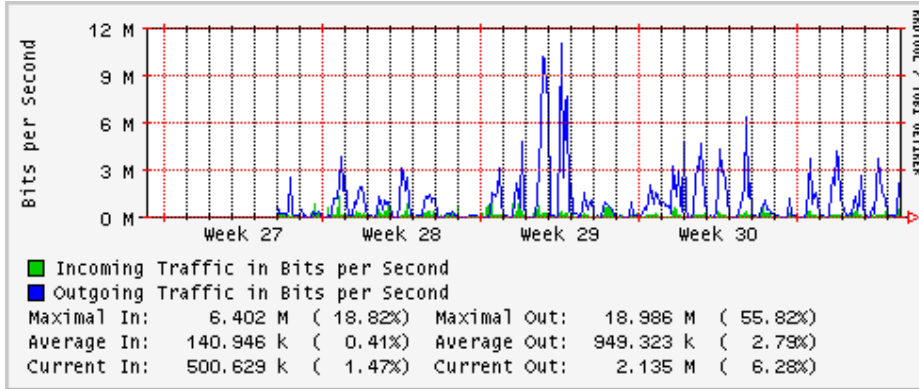 12 M
9 M
6 M
3 M
0 M
Bits per Second
Week 27 Week 28 Week 29 Week 30
Incoming Traffic in Bits per Second
Outgoing Traffic in Bits per Second
Maximal In: 6.402 M ( 18.82%) Maximal Out: 18.986 M ( 55.82%)
Average In: 140.946 k ( 0.41%) Average Out: 949.323 k ( 2.79%)
Current In: 500.629 k ( 1.47%) Current Out: 2.135 M ( 6.28%)